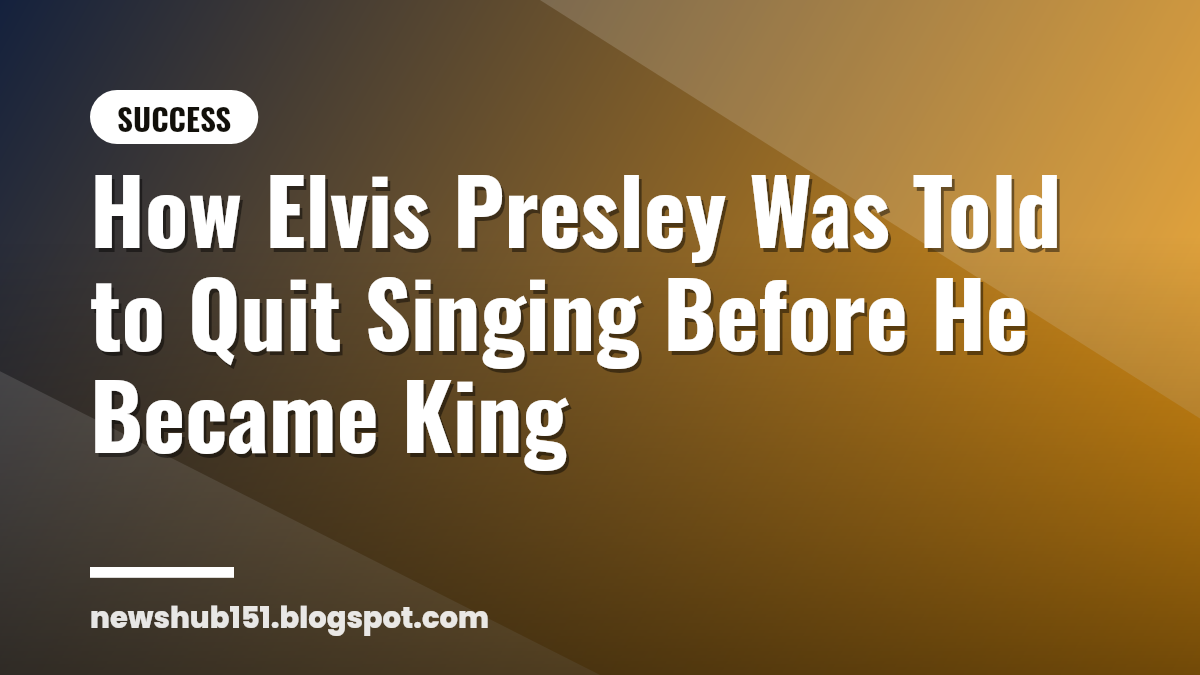 SUCCESS
How Elvis Presley Was Told
to Quit Singing Before He
Became King
newshub151.blogspot.com